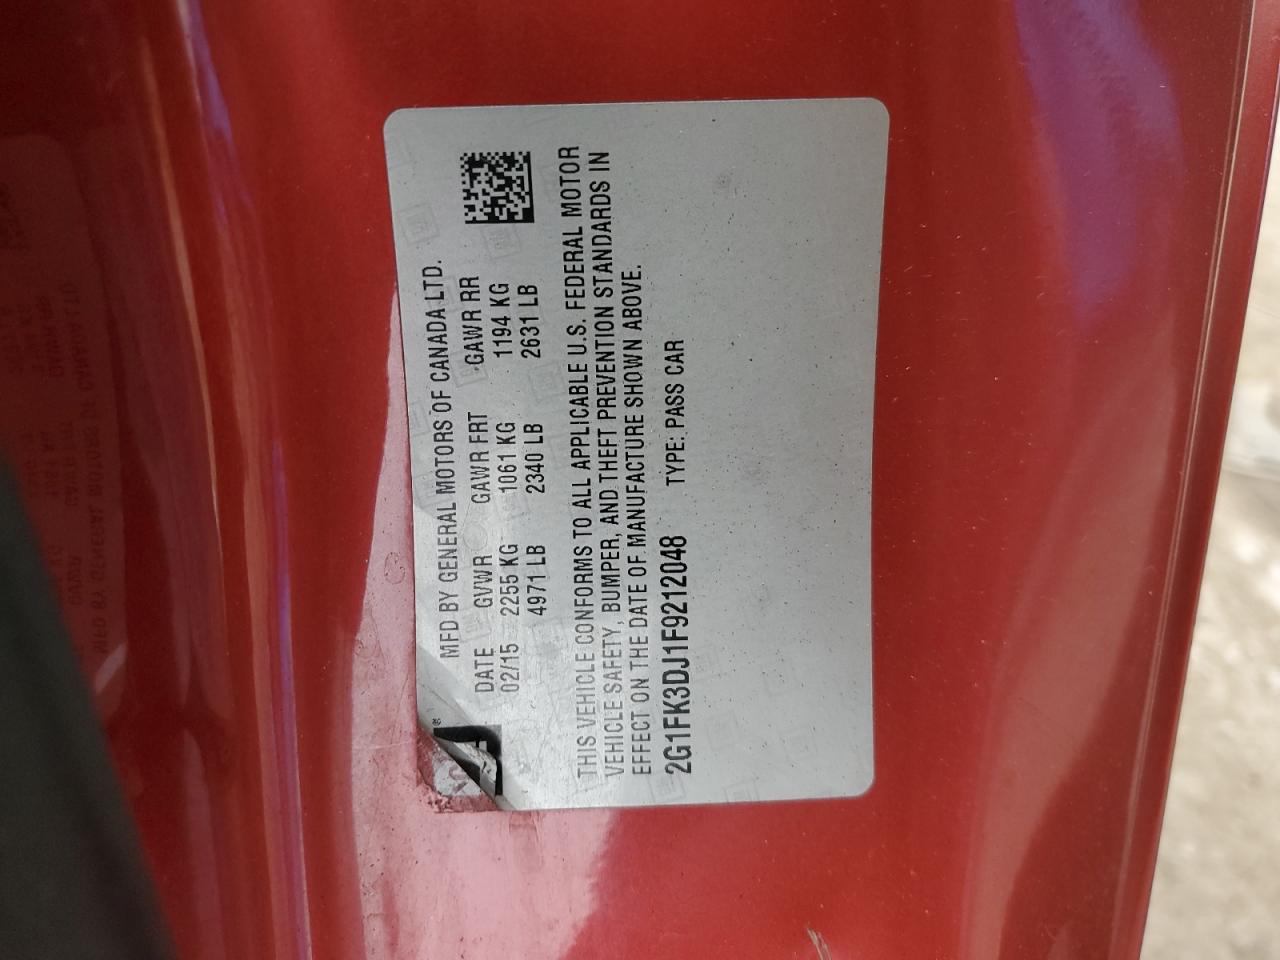 MFD BY GENERAL MOTORS OF CANADA LTD.
DATE GVWR GAWR FRT GAWR RR
02/15 2255 KG 1061 KG 1194 KG
4971 LB 2340 LB 2631 LB
THIS VEHICLE CONFORMS TO ALL APPLICABLE U.S. FEDERAL MOTOR
VEHICLE SAFETY, BUMPER, AND THEFT PREVENTION STANDARDS IN
EFFECT ON THE DATE OF MANUFACTURE SHOWN ABOVE.
2G1FK3DJ1F9212048 TYPE: PASS CAR